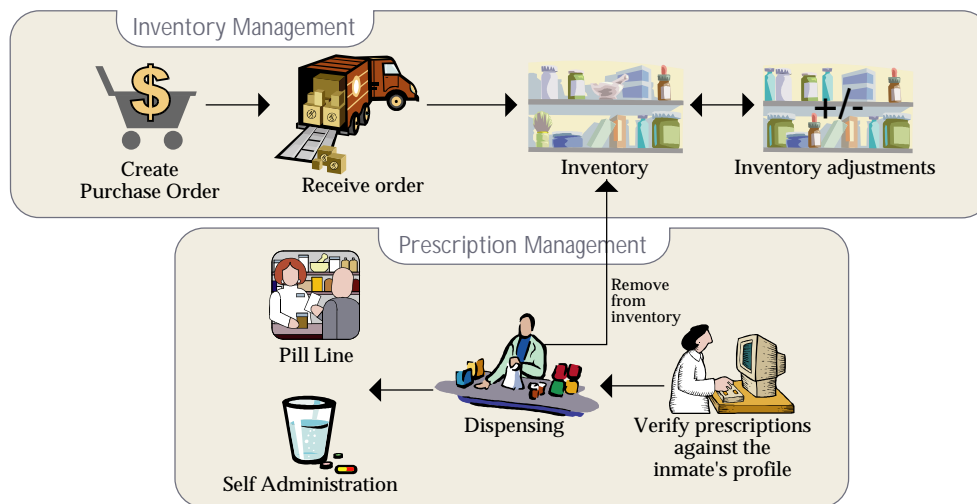 Inventory Management
Create
Purchase Order
Receive order
Inventory
+/-
Inventory adjustments
Prescription Management
Remove
from
inventory
Pill Line
Self Administration
Dispensing
Verify prescriptions
against the
inmate's profile
$